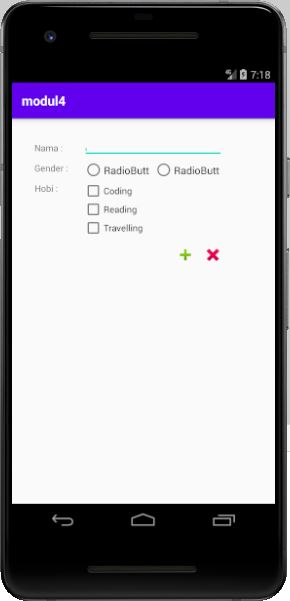 7:18
modul4
Nama :
Gender : RadioButt RadioButt
Hobi : Coding
Reading
Travelling